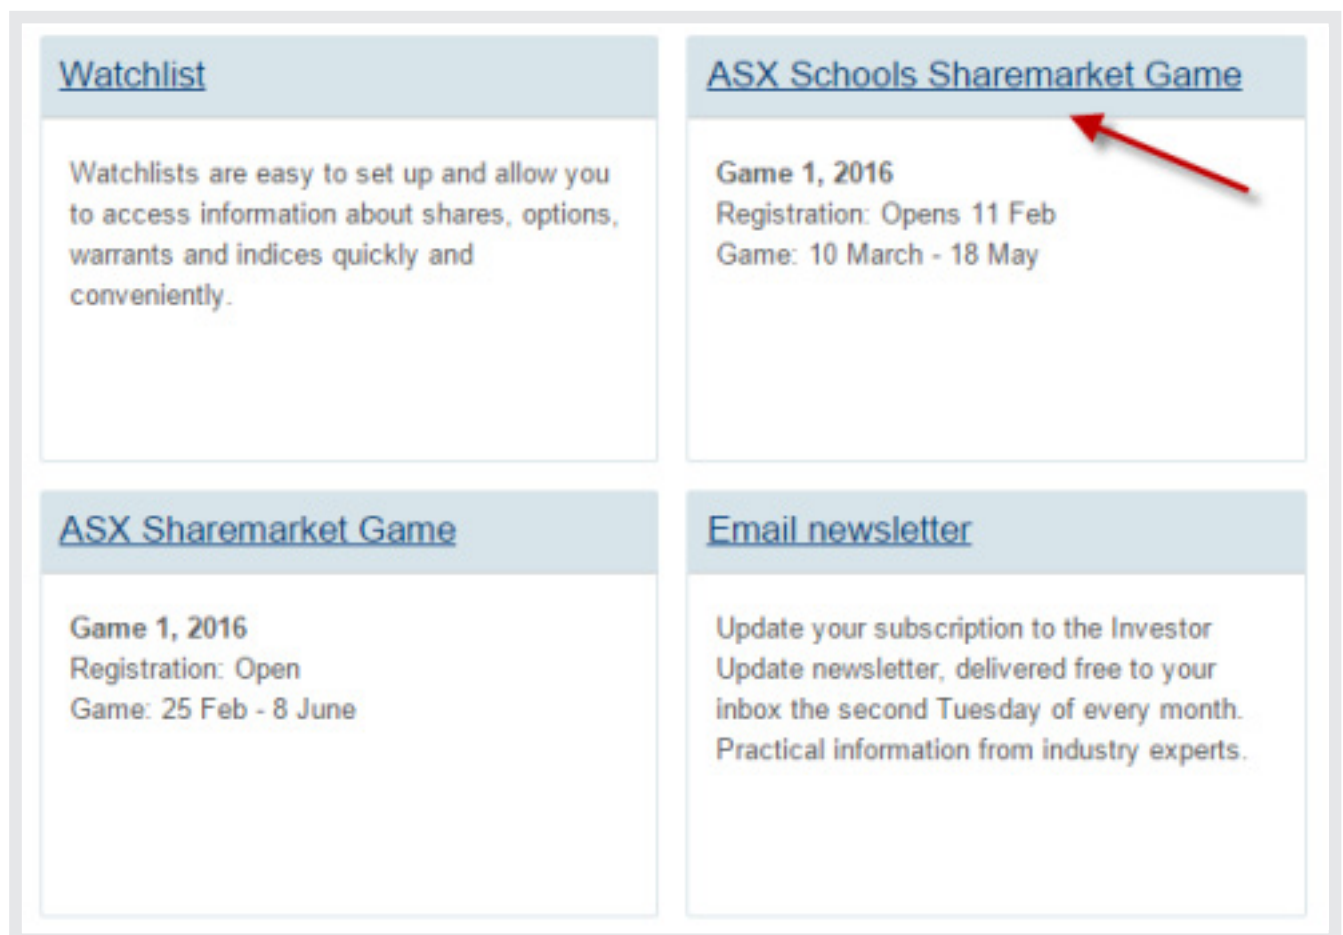 Watchlist
Watchlists are easy to set up and allow you
to access information about shares, options,
warrants and indices quickly and
conveniently.
ASX Schools Sharemarket Game
Game 1, 2016
Registration: Opens 11 Feb
Game: 10 March - 18 May
ASX Sharemarket Game
Game 1, 2016
Registration: Open
Game: 25 Feb - 8 June
Email newsletter
Update your subscription to the Investor
Update newsletter, delivered free to your
inbox the second Tuesday of every month.
Practical information from industry experts.